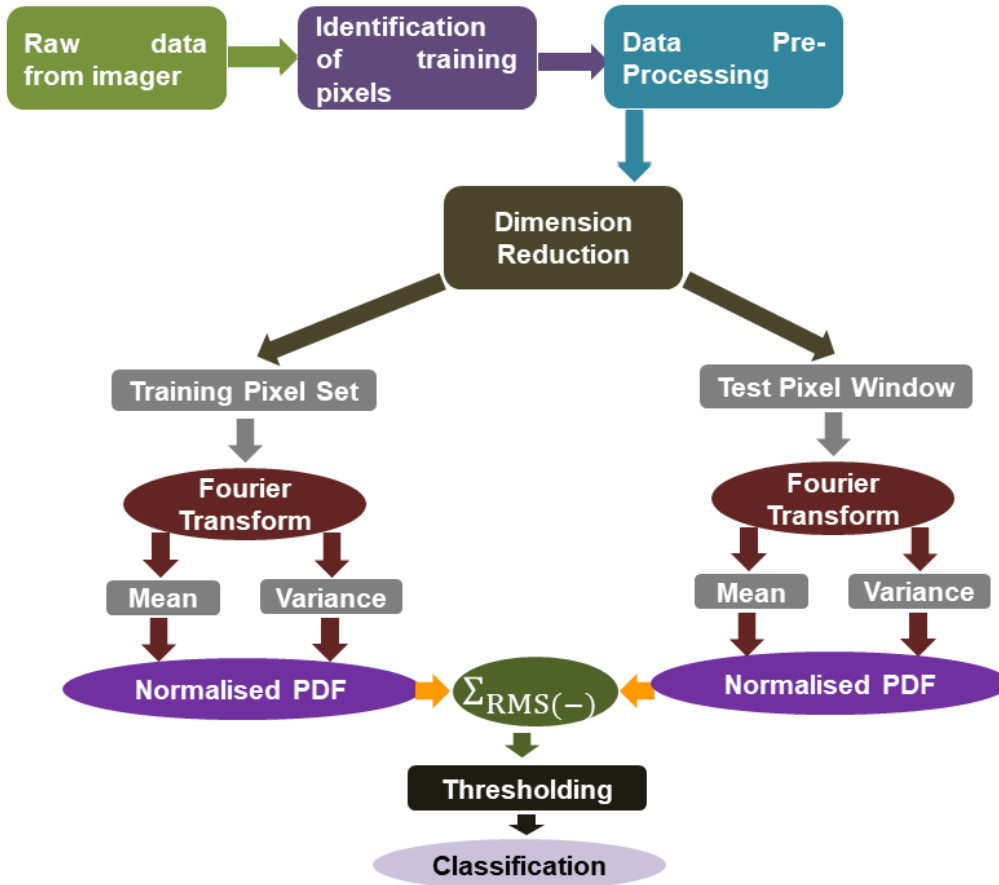 Raw data
from imager
Identification
of training
pixels
Data Pre-
Processing
Dimension
Reduction
Training Pixel Set
Test Pixel Window
Fourier
Transform
Fourier
Transform
Mean
Variance
Mean
Variance
Normalised PDF
Σ_RMS(−)
Normalised PDF
Thresholding
Classification